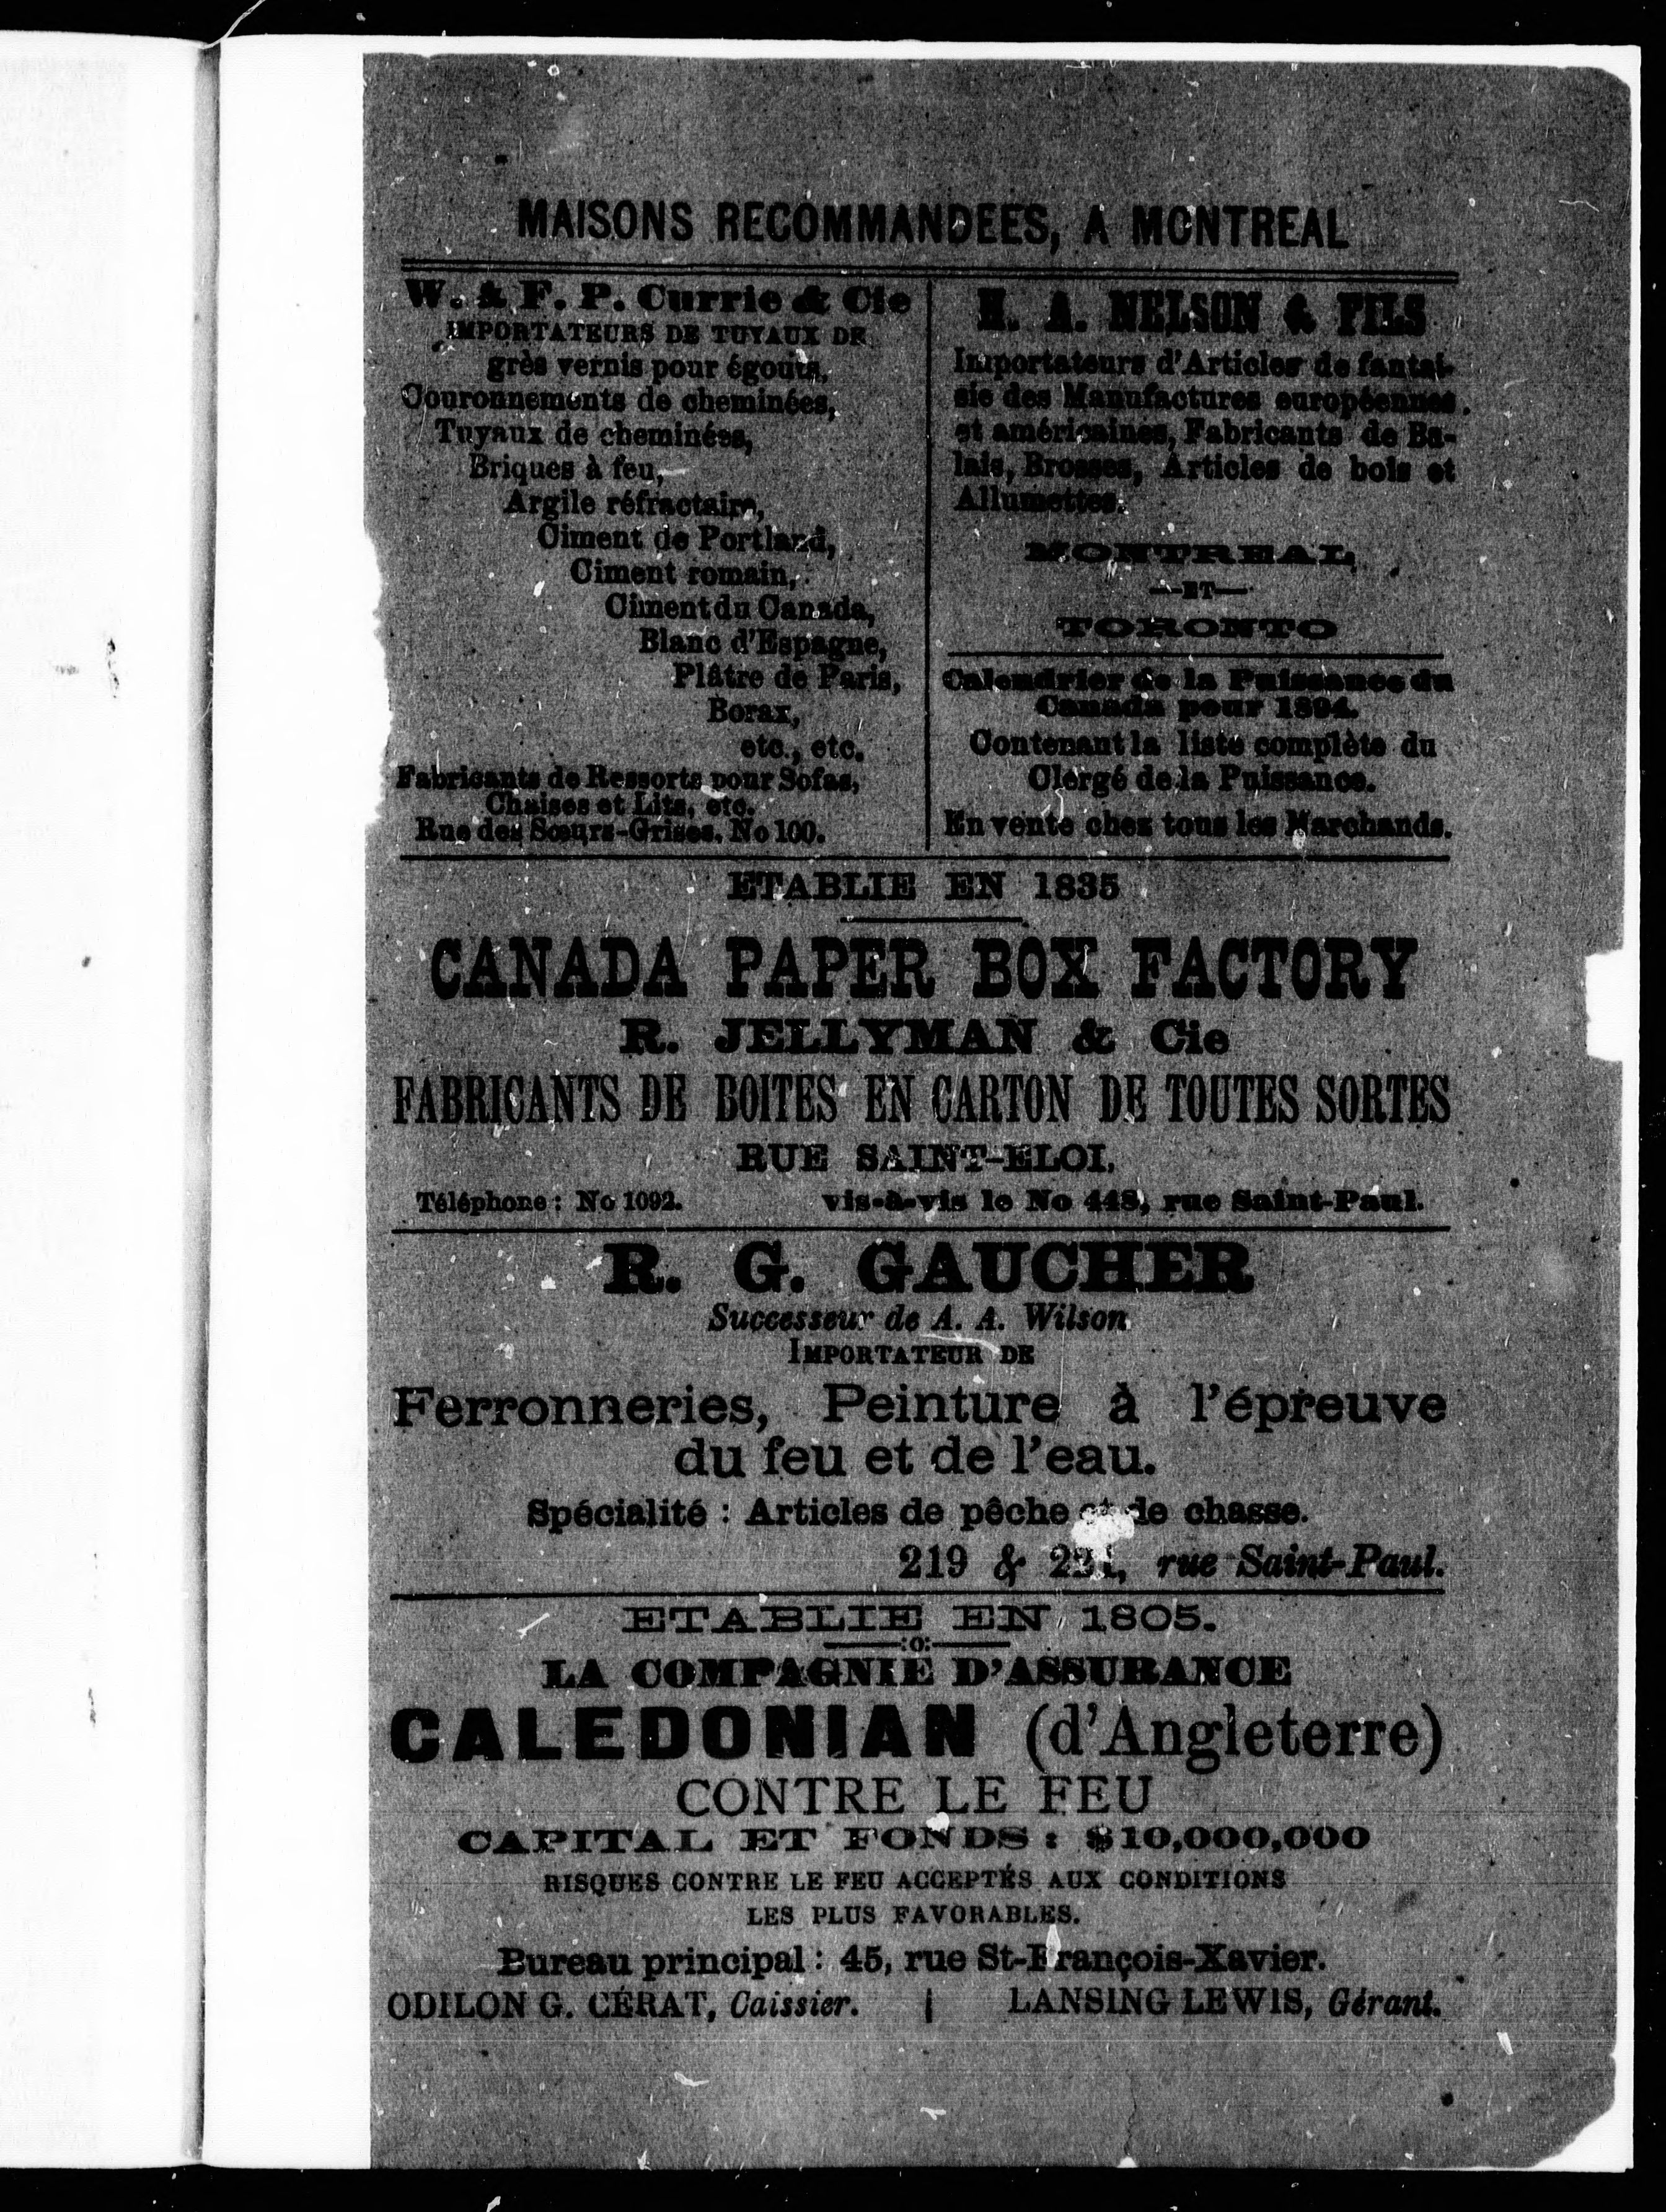 MAISONS RECOMMANDEES, A MONTREAL
W. & F. P. Currie & Cie
IMPORTATEURS DE TUYAUX DE
grès vernis pour égouts,
Couronnements de cheminées,
Tuyaux de cheminées,
Briques à feu,
Argile réfractaire,
Ciment de Portland,
Ciment romain,
Ciment du Canada,
Blanc d'Espagne,
Plâtre de Paris,
Borax,
etc., etc.
Fabricants de Ressorts pour Sofas,
Chaises et Lits, etc.
Rue des Sœurs-Grises, No 100.
H. A. NELSON & FILS
Importateurs d'Articles de fantai-
sie des Manufactures européennes
et américaines, Fabricants de Ba-
lais, Brosses, Articles de bois et
Allumettes.
MONTREAL
—ET—
TORONTO
Calendrier de la Puissance du
Canada pour 1894.
Contenant la liste complète du
Clergé de la Puissance.
En vente chez tous les Marchands.
ETABLIE EN 1835
CANADA PAPER BOX FACTORY
R. JELLYMAN & Cie
FABRICANTS DE BOITES EN CARTON DE TOUTES SORTES
RUE SAINT-ELOI,
Téléphone : No 1092. vis-à-vis le No 448, rue Saint-Paul.
R. G. GAUCHER
Successeur de A. A. Wilson
IMPORTATEUR DE
Ferronneries, Peinture à l'épreuve
du feu et de l'eau.
Spécialité : Articles de pêche et de chasse.
219 & 221, rue Saint-Paul.
ETABLIE EN 1805.
:o:
LA COMPAGNIE D'ASSURANCE
CALEDONIAN (d'Angleterre)
CONTRE LE FEU
CAPITAL ET FONDS : $10,000,000
RISQUES CONTRE LE FEU ACCEPTÉS AUX CONDITIONS
LES PLUS FAVORABLES.
Bureau principal : 45, rue St-François-Xavier.
ODILON G. CÉRAT, Caissier. | LANSING LEWIS, Gérant.